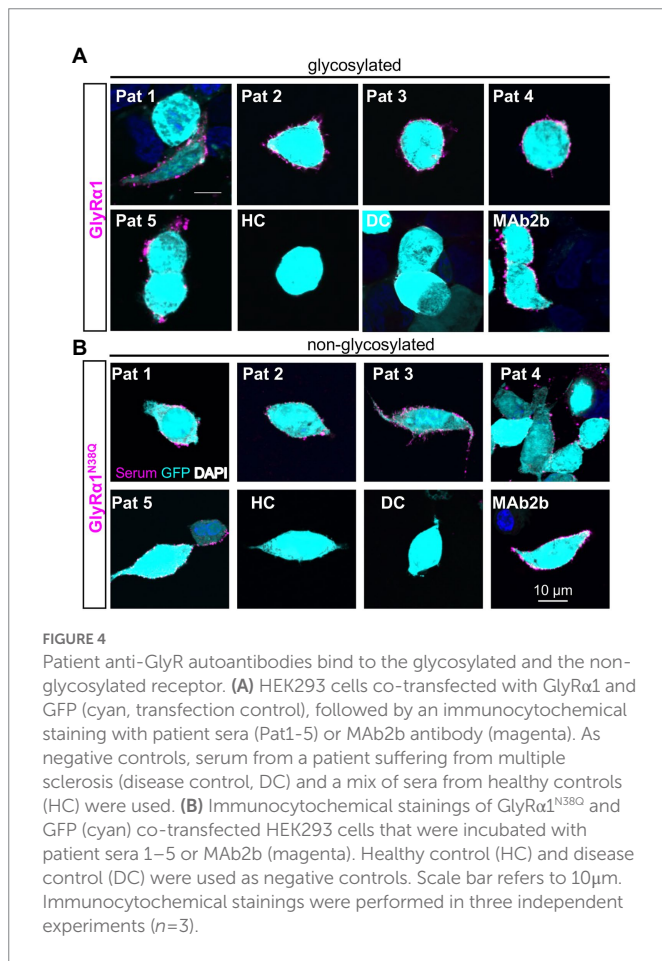 A
glycosylated
GlyRα1
Pat 1
Pat 2
Pat 3
Pat 4
Pat 5
HC
DC
MAb2b
B
non-glycosylated
GlyRα1N38Q
Pat 1
Pat 2
Pat 3
Pat 4
Serum GFP DAPI
Pat 5
HC
DC
MAb2b
10 µm
FIGURE 4
Patient anti-GlyR autoantibodies bind to the glycosylated and the non-
glycosylated receptor. (A) HEK293 cells co-transfected with GlyRα1 and
GFP (cyan, transfection control), followed by an immunocytochemical
staining with patient sera (Pat1-5) or MAb2b antibody (magenta). As
negative controls, serum from a patient suffering from multiple
sclerosis (disease control, DC) and a mix of sera from healthy controls
(HC) were used. (B) Immunocytochemical stainings of GlyRα1N38Q and
GFP (cyan) co-transfected HEK293 cells that were incubated with
patient sera 1–5 or MAb2b (magenta). Healthy control (HC) and disease
control (DC) were used as negative controls. Scale bar refers to 10μm.
Immunocytochemical stainings were performed in three independent
experiments (n=3).